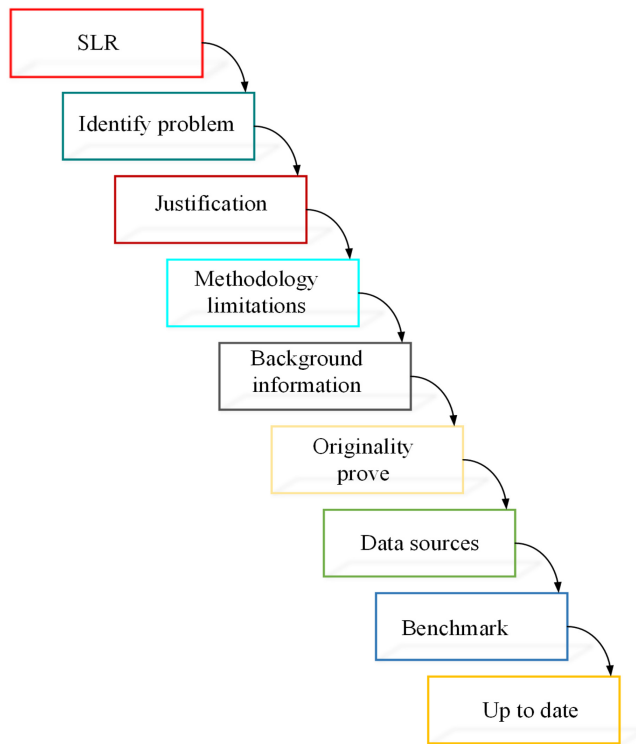 SLR
Identify problem
Justification
Methodology
limitations
Background
information
Originality
prove
Data sources
Benchmark
Up to date